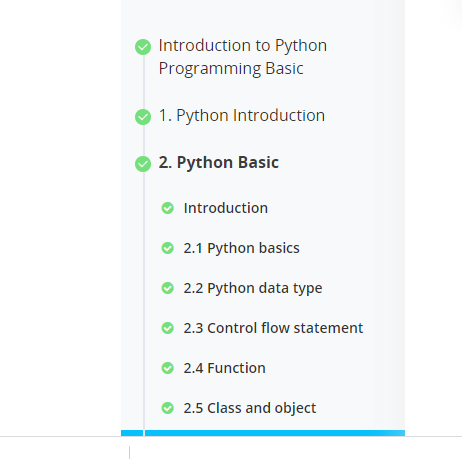 Introduction to Python
Programming Basic
1. Python Introduction
2. Python Basic
Introduction
2.1 Python basics
2.2 Python data type
2.3 Control flow statement
2.4 Function
2.5 Class and object